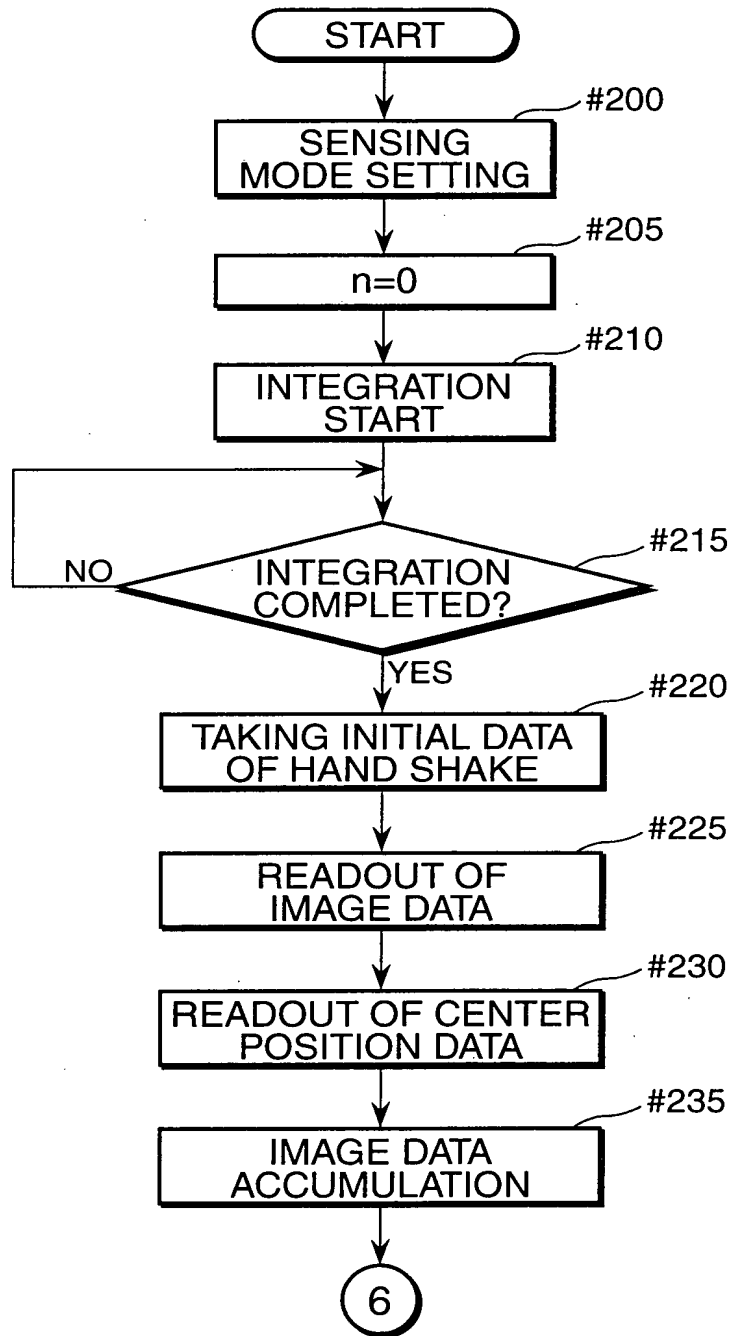 START
#200
SENSING
MODE SETTING
#205
n=0
#210
INTEGRATION
START
#215
INTEGRATION
COMPLETED?
NO
YES
#220
TAKING INITIAL DATA
OF HAND SHAKE
#225
READOUT OF
IMAGE DATA
#230
READOUT OF CENTER
POSITION DATA
#235
IMAGE DATA
ACCUMULATION
6